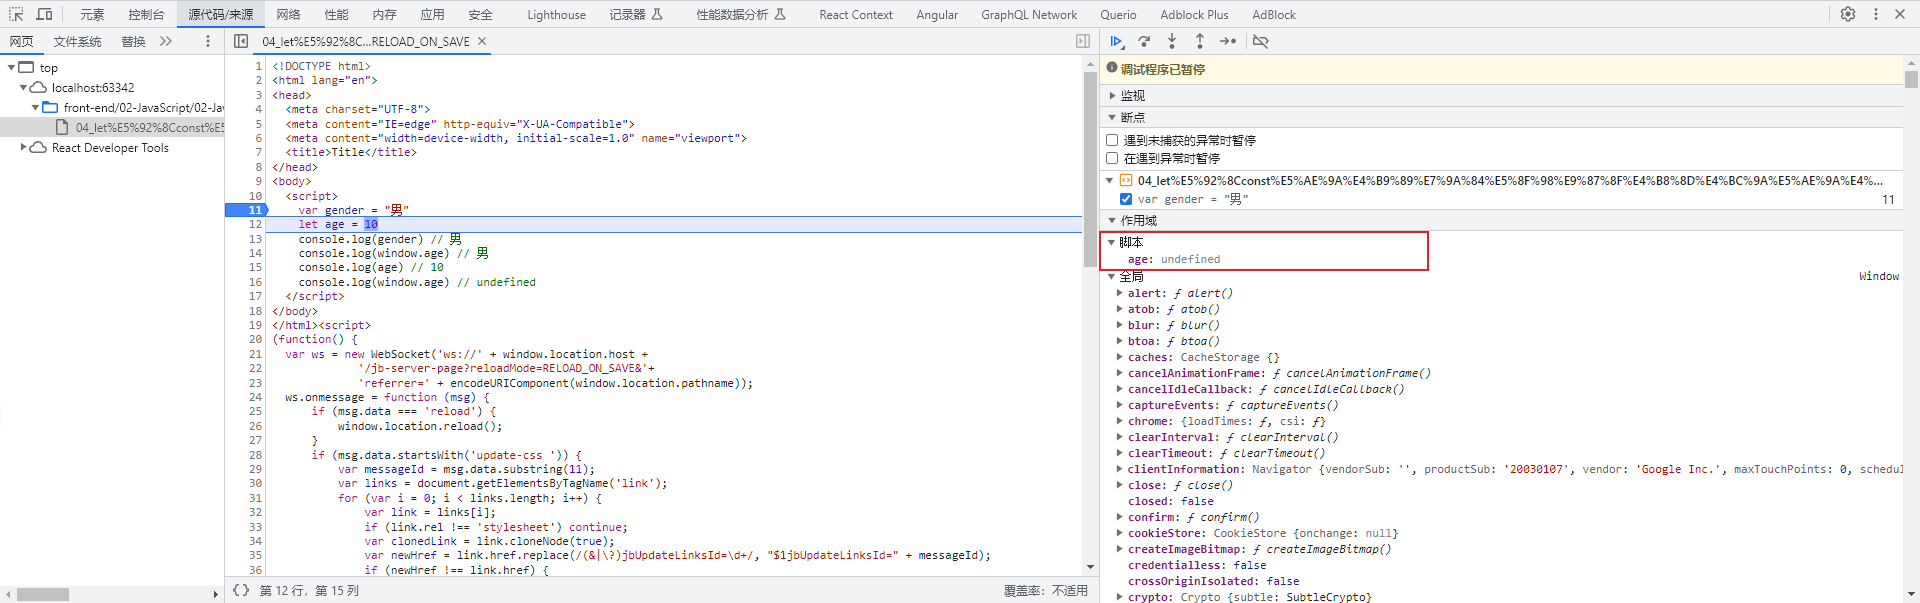 元素 控制台 源代码/来源 网络 性能 内存 应用 安全 Lighthouse 记录器 性能数据分析 React Context Angular GraphQL Network Querio Adblock Plus AdBlock
网页 文件系统 替换
top
localhost:63342
front-end/02-JavaScript/02-Jav
04_let%E5%92%8Cconst%E5
React Developer Tools
04_let%E5%92%8C...RELOAD_ON_SAVE
1 <!DOCTYPE html>
2 <html lang="en">
3 <head>
4 <meta charset="UTF-8">
5 <meta content="IE=edge" http-equiv="X-UA-Compatible">
6 <meta content="width=device-width, initial-scale=1.0" name="viewport">
7 <title>Title</title>
8 </head>
9 <body>
10 <script>
11 var gender = "男"
12 let age = 10
13 console.log(gender) // 男
14 console.log(window.age) // 男
15 console.log(age) // 10
16 console.log(window.age) // undefined
17 </script>
18 </body>
19 </html><script>
20 (function() {
21 var ws = new WebSocket('ws://' + window.location.host +
22 '/jb-server-page?reloadMode=RELOAD_ON_SAVE&'+
23 'referrer=' + encodeURIComponent(window.location.pathname));
24 ws.onmessage = function (msg) {
25 if (msg.data === 'reload') {
26 window.location.reload();
27 }
28 if (msg.data.startsWith('update-css ')) {
29 var messageId = msg.data.substring(11);
30 var links = document.getElementsByTagName('link');
31 for (var i = 0; i < links.length; i++) {
32 var link = links[i];
33 if (link.rel !== 'stylesheet') continue;
34 var clonedLink = link.cloneNode(true);
35 var newHref = link.href.replace(/(&|\?)jbUpdateLinksId=\d+/, "$1jbUpdateLinksId=" + messageId);
36 if (newHref !== link.href) {
{} 第 12 行，第 15 列
覆盖率：不适用
调试程序已暂停
监视
断点
遇到未捕获的异常时暂停
在遇到异常时暂停
04_let%E5%92%8Cconst%E5%AE%9A%E4%B9%89%E7%9A%84%E5%8F%98%E9%87%8F%E4%B8%8D%E4%BC%9A%E5%AE%9A%E4%...
var gender = "男" 11
作用域
脚本
age: undefined
全局 Window
alert: ƒ alert()
atob: ƒ atob()
blur: ƒ blur()
btoa: ƒ btoa()
caches: CacheStorage {}
cancelAnimationFrame: ƒ cancelAnimationFrame()
cancelIdleCallback: ƒ cancelIdleCallback()
captureEvents: ƒ captureEvents()
chrome: {loadTimes: ƒ, csi: ƒ}
clearInterval: ƒ clearInterval()
clearTimeout: ƒ clearTimeout()
clientInformation: Navigator {vendorSub: '', productSub: '20030107', vendor: 'Google Inc.', maxTouchPoints: 0, schedul
close: ƒ close()
closed: false
confirm: ƒ confirm()
cookieStore: CookieStore {onchange: null}
createImageBitmap: ƒ createImageBitmap()
credentialless: false
crossOriginIsolated: false
crypto: Crypto {subtle: SubtleCrypto}